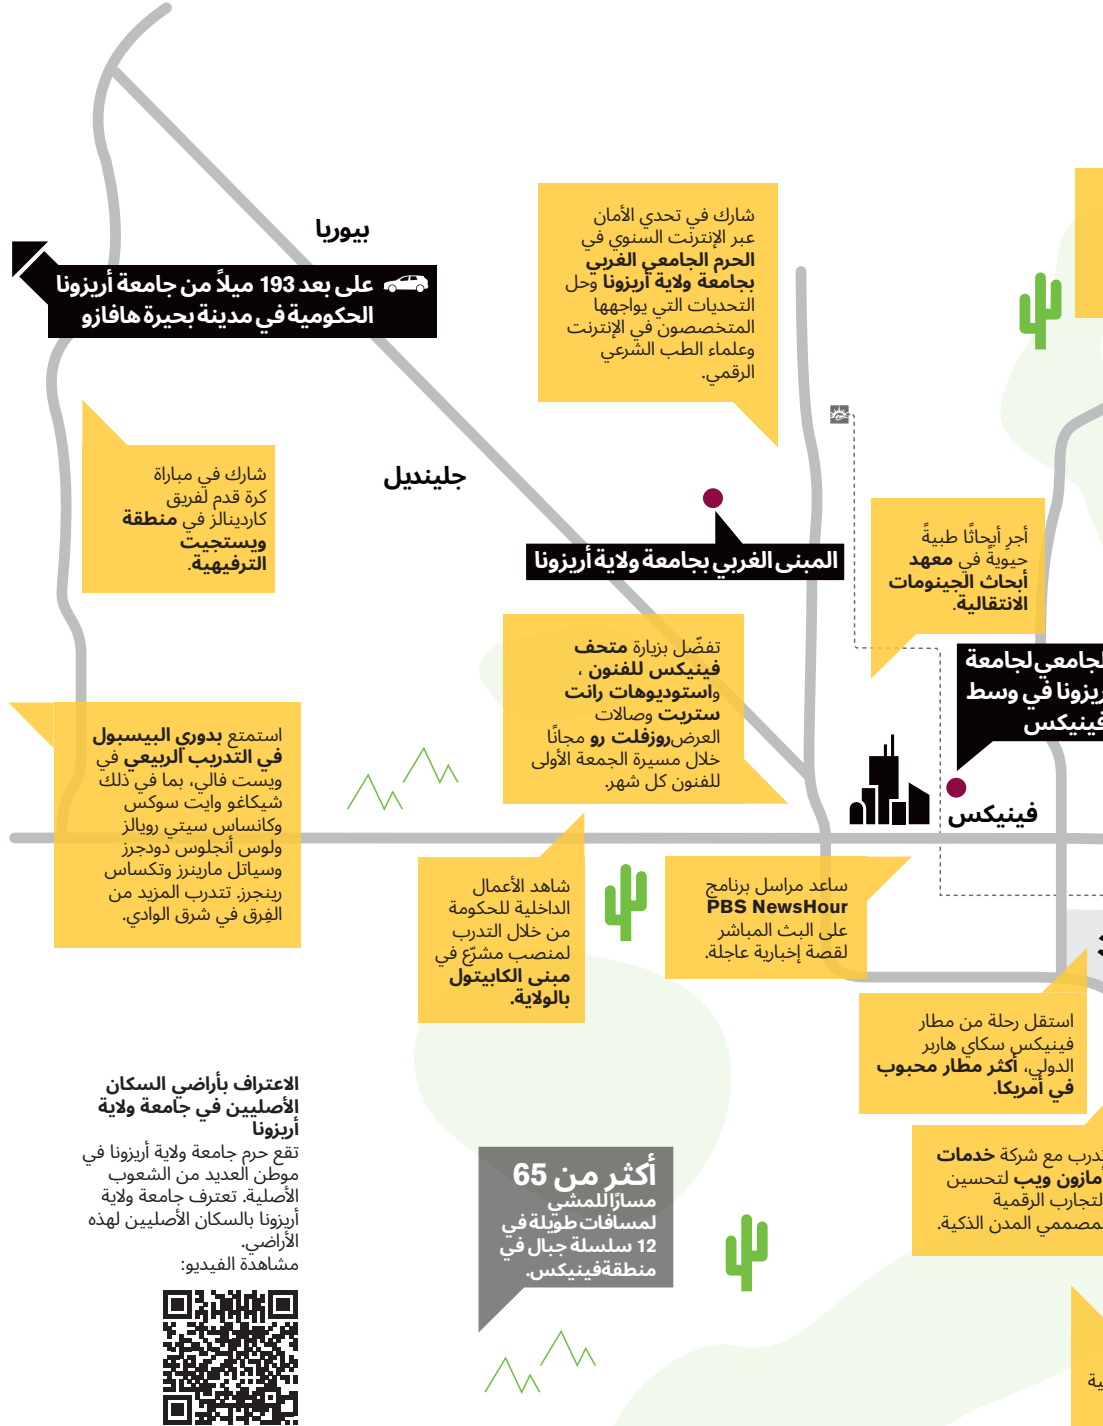 بيوريا
على بعد 193 ميلاً من جامعة أريزونا
الحكومية في مدينة بحيرة هافازو
شارك في تحدي الأمان
عبر الإنترنت السنوي في
الحرم الجامعي الغربي
بجامعة ولاية أريزونا وحل
التحديات التي يواجهها
المتخصصون في الإنترنت
وعلماء الطب الشرعي
الرقمي.
شارك في مباراة
كرة قدم لفريق
كاردينالز في منطقة
ويستجيت
الترفيهية.
جلينديل
المبنى الغربي بجامعة ولاية أريزونا
أجرِ أبحاثًا طبيةً
حيويةً في معهد
أبحاث الجينومات
الانتقالية.
لجامعي لجامعة
ريزونا في وسط
فينيكس
فينيكس
تفضّل بزيارة متحف
فينيكس للفنون ،
واستوديوهات رانت
ستريت وصالات
العرضروزفلت رو مجانًا
خلال مسيرة الجمعة الأولى
للفنون كل شهر.
استمتع بدوري البيسبول
في التدريب الربيعي في
ويست فالي، بما في ذلك
شيكاغو وايت سوكس
وكانساس سيتي رويالز
ولوس أنجلوس دودجرز
وسياتل مارينرز وتكساس
رينجرز. تتدرب المزيد من
الفِرق في شرق الوادي.
شاهد الأعمال
الداخلية للحكومة
من خلال التدرب
لمنصب مشرّع في
مبنى الكابيتول
بالولاية.
ساعد مراسل برنامج
PBS NewsHour
على البث المباشر
لقصة إخبارية عاجلة.
استقل رحلة من مطار
فينيكس سكاي هاربر
الدولي، أكثر مطار محبوب
في أمريكا.
تدرب مع شركة خدمات
أمازون ويب لتحسين
التجارب الرقمية
لمصممي المدن الذكية.
أكثر من 65
مسارًاللمشي
لمسافات طويلة في
12 سلسلة جبال في
منطقةفينيكس.
الاعتراف بأراضي السكان
الأصليين في جامعة ولاية
أريزونا
تقع حرم جامعة ولاية أريزونا في
موطن العديد من الشعوب
الأصلية. تعترف جامعة ولاية
أريزونا بالسكان الأصليين لهذه
الأراضي.
مشاهدة الفيديو:
ية